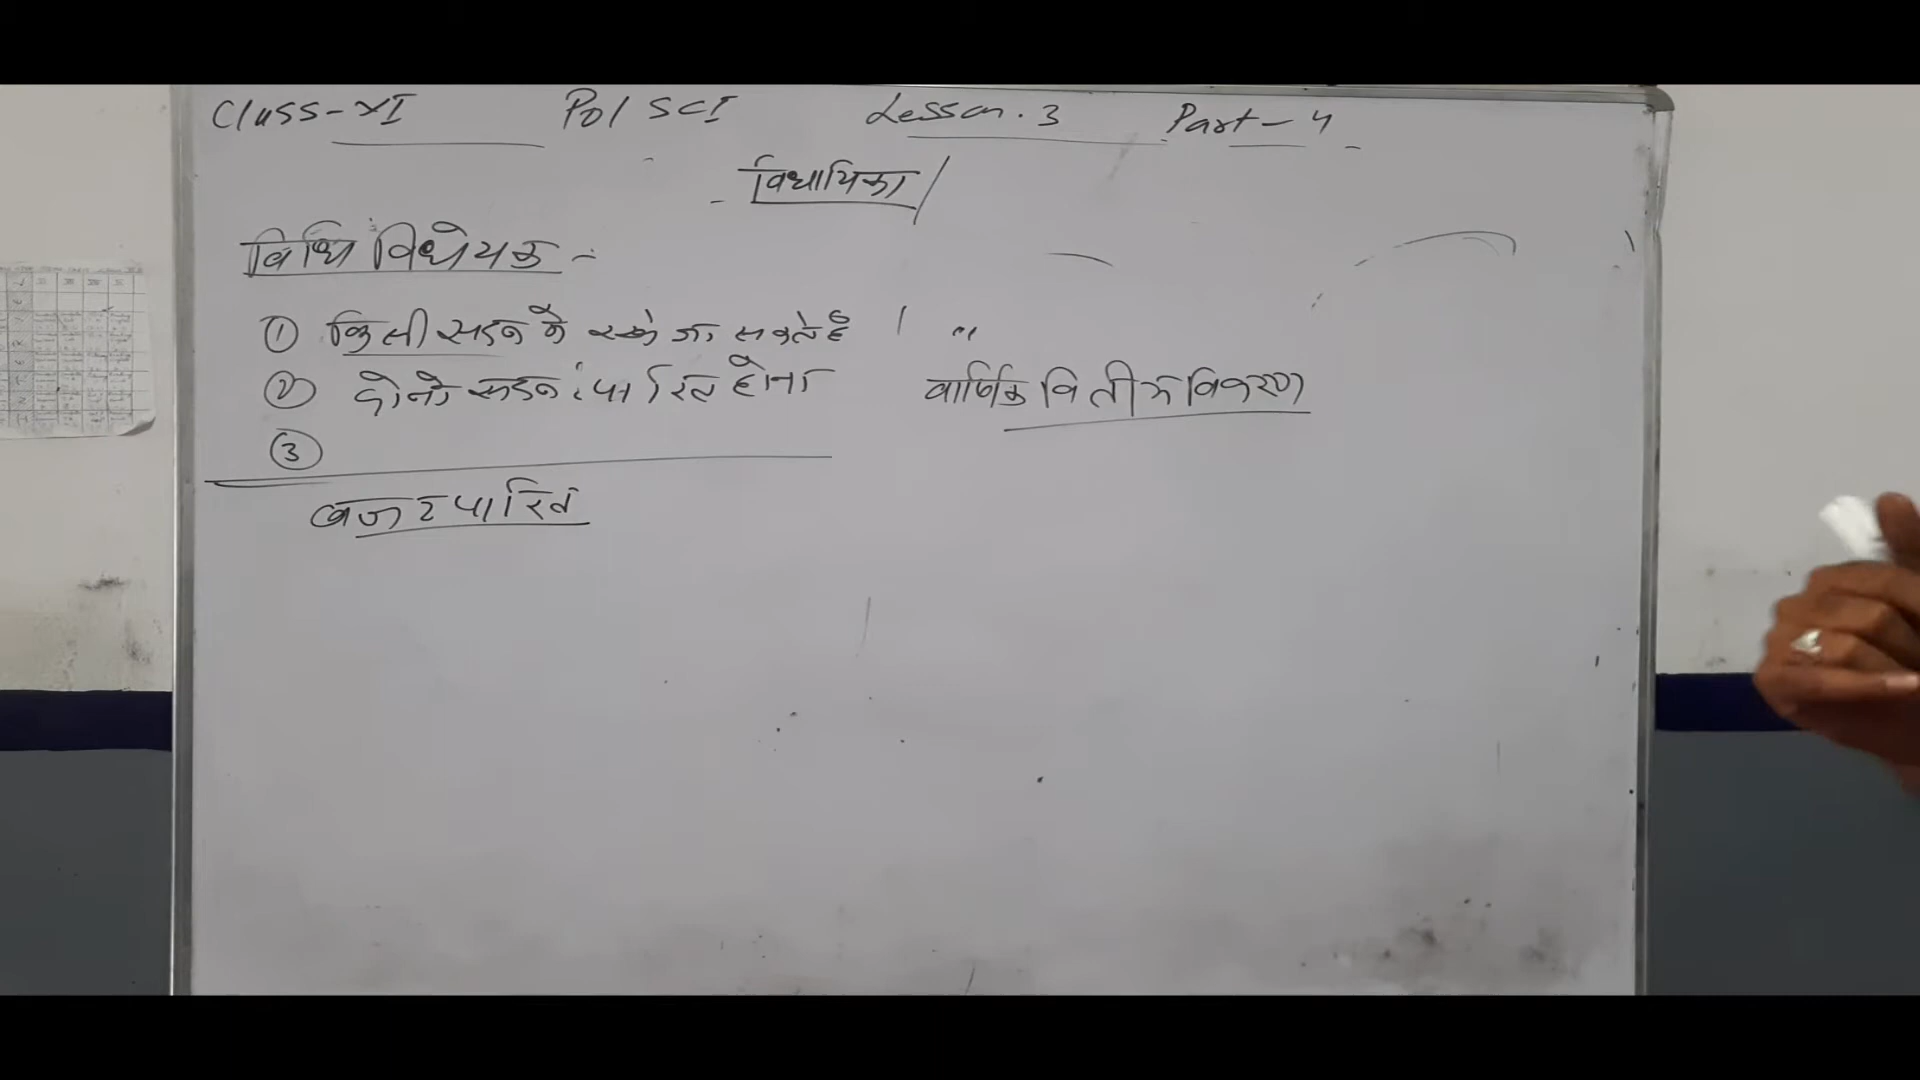 Class-XI Pol SCI Lesson.3 Part-4
विधायिका
विधि विधेयक -
① किसी सदन में रखे जा सकते है
② दोनो सदन : पारित होना वार्षिक वित्तीय विवरण
③
बजट पारित